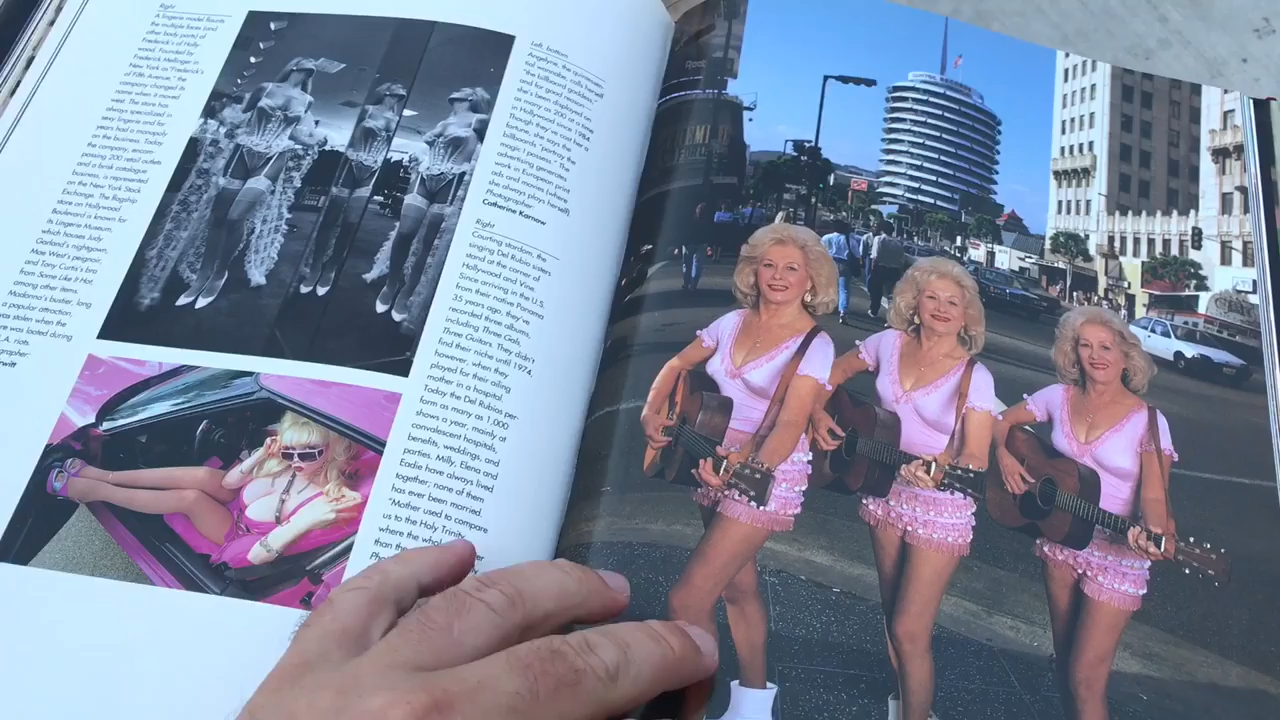 Right
A lingerie model flaunts
the multiple faces (and
other body parts) of
Frederick's of Holly-
wood. Founded by
Frederick Mellinger in
New York as "Frederick's
of Fifth Avenue," the
company changed its
name when it moved
west. The store has
always specialized in
sexy lingerie and for
years had a monopoly
on the business. Today
the company, encom-
passing 200 retail outlets
and a brisk catalogue
business, is represented
on the New York Stock
Exchange. The flagship
store on Hollywood
Boulevard is known for
its Lingerie Museum,
which houses Judy
Garland's nightgown,
Mae West's peignoir,
and Tony Curtis's bra
from Some Like It Hot,
among other items.
Madonna's bustier, long
a popular attraction,
was stolen when the
re was looted during
L.A. riots.
grapher:
rwitt
Left, bottom
Angelyne, the quintessen-
tial wannabe, calls herself
"the billboard goddess,"
and for good reason—
she's been displayed on
as many as 200 at a time
in Hollywood since 1984.
Though they've cost her a
fortune, she says the
billboards "portray the
magic I possess." The
advertising generates
work in European print
ads and movies (where
she always plays herself).
Photographer:
Catherine Karnow
Right
Courting stardom, the
singing Del Rubio sisters
stand at the corner of
Hollywood and Vine.
Since arriving in the U.S.
from their native Panama
35 years ago, they've
recorded three albums,
including Three Gals,
Three Guitars. They didn't
find their niche until 1974,
however, when they
played for their ailing
mother in a hospital.
Today the Del Rubios per-
form as many as 1,000
shows a year, mainly at
convalescent hospitals,
benefits, weddings, and
parties. Milly, Elena and
Eadie have always lived
together; none of them
has ever been married.
"Mother used to compare
us to the Holy Trinity
where the whole
than the
Pho
CAPITOL RECORDS